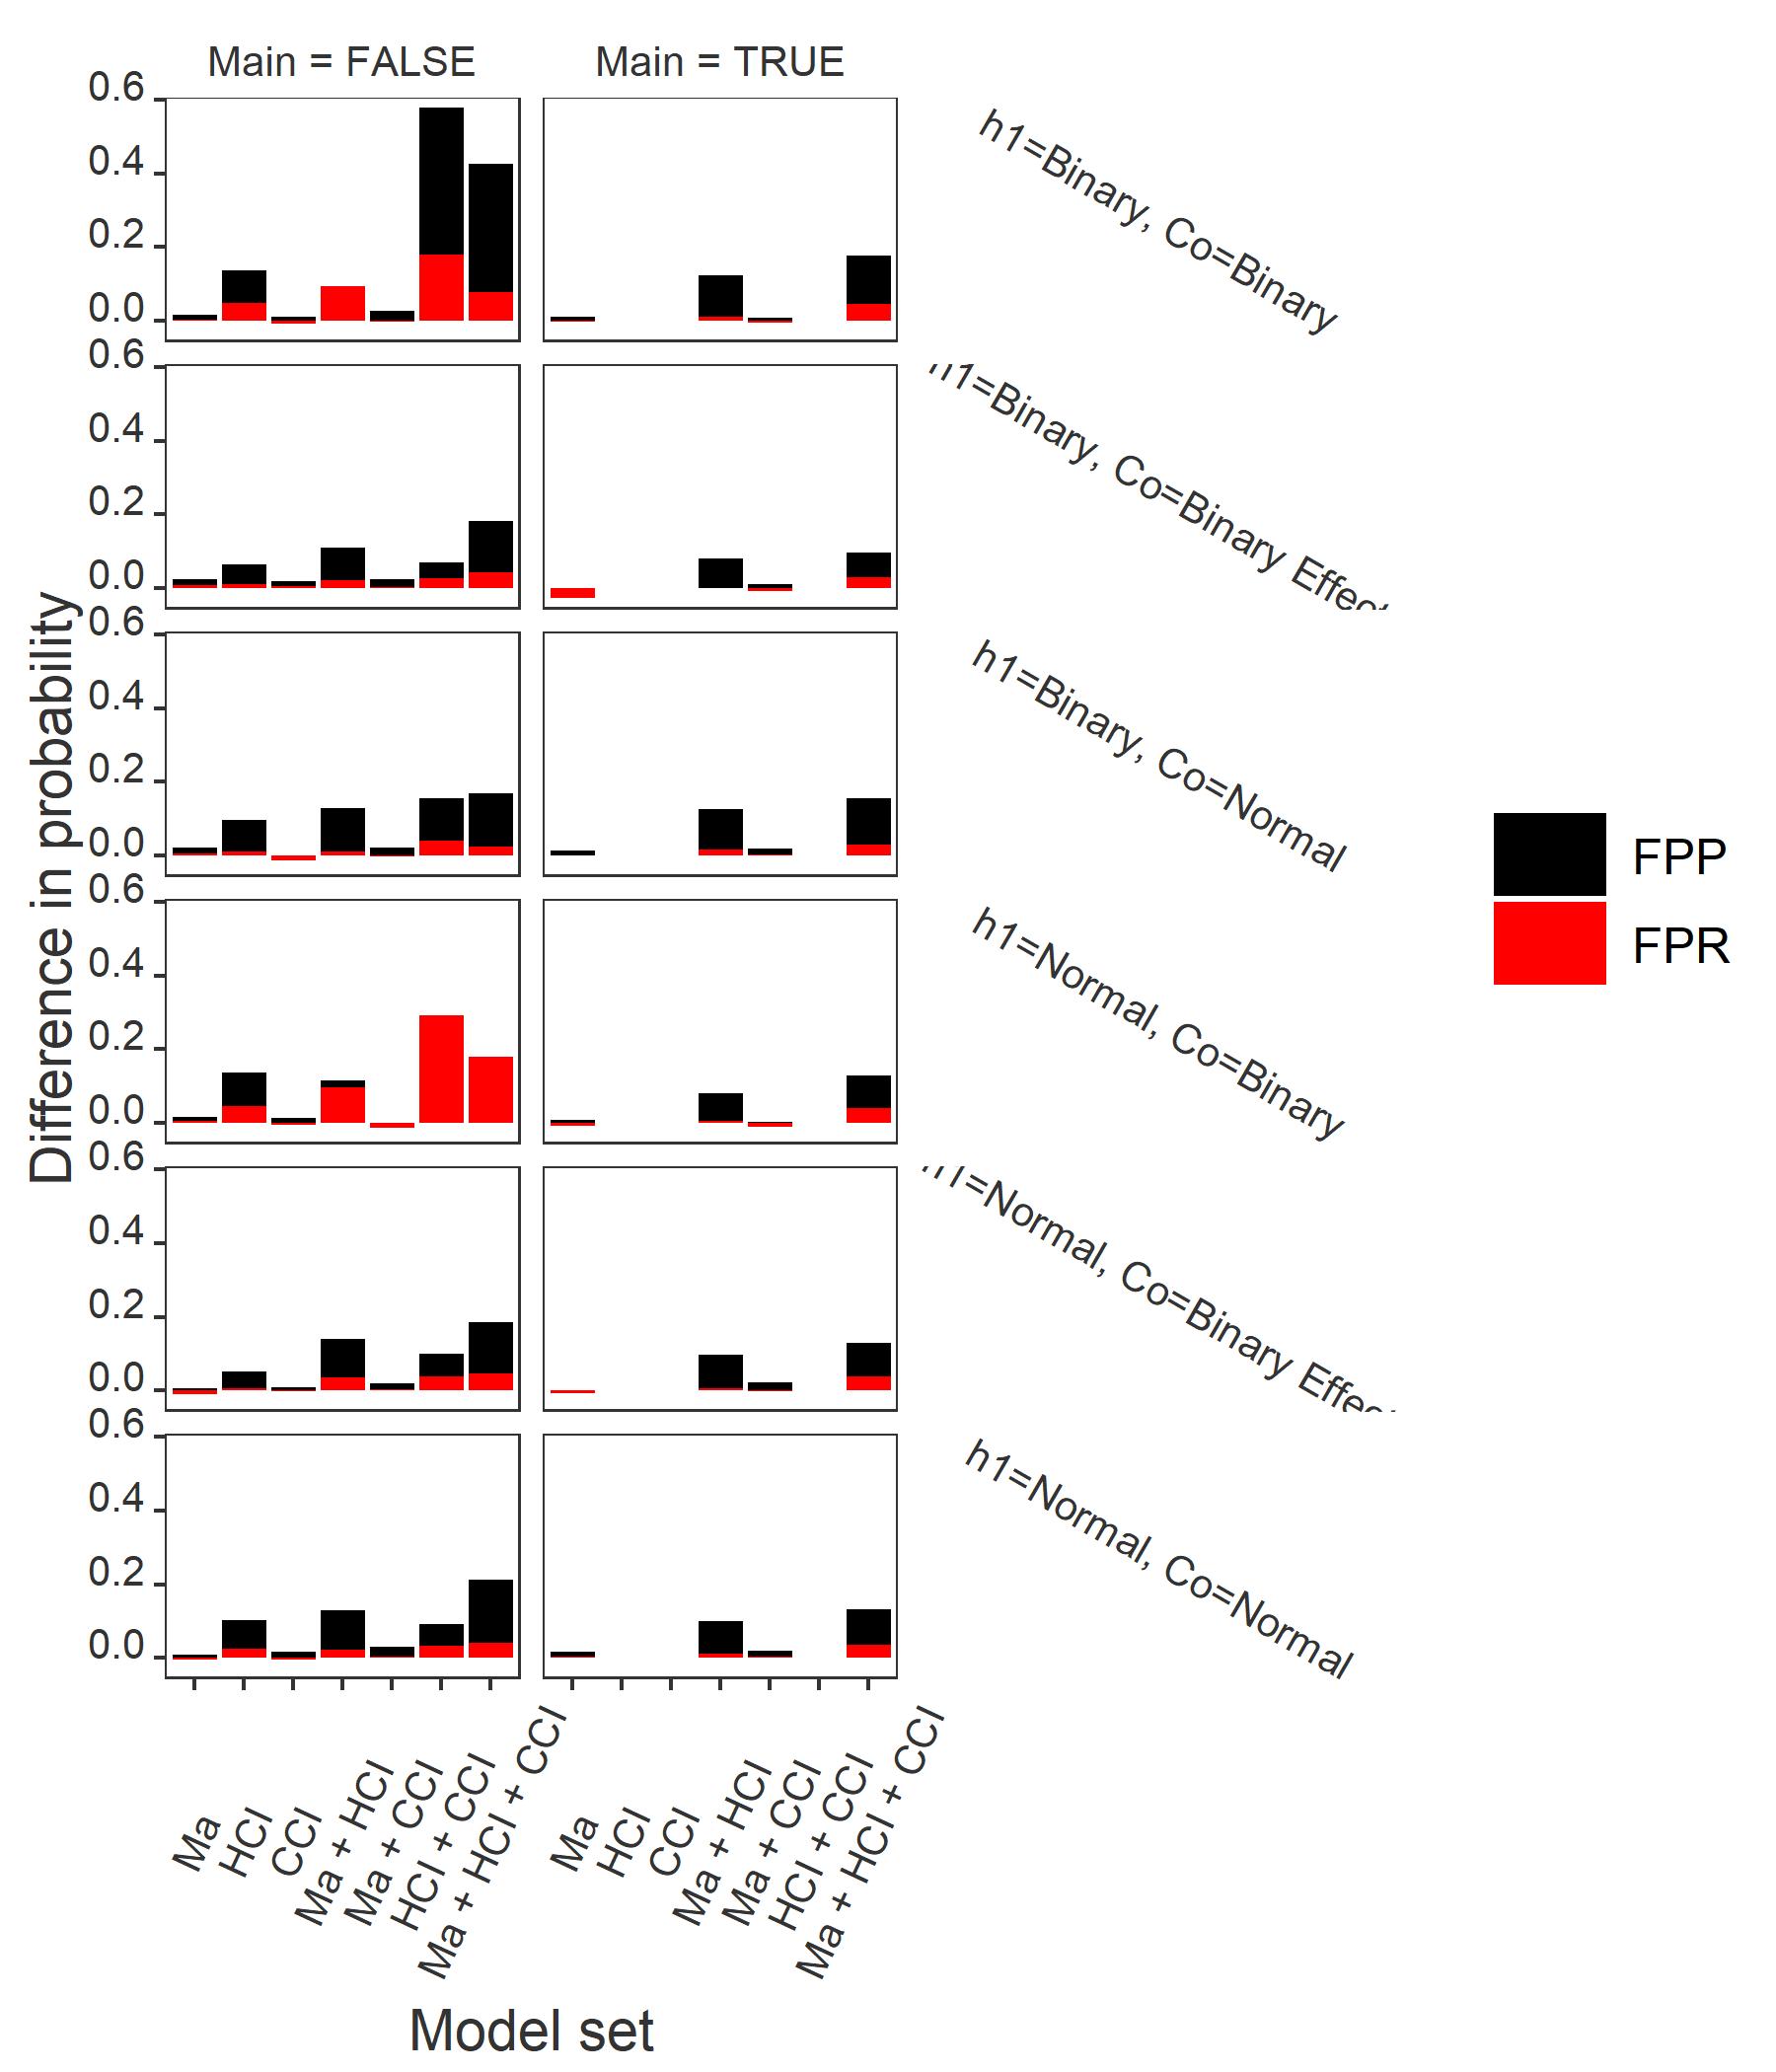 Main = FALSE
Main = TRUE
Difference in probability
0.6
0.4
0.2
0.0
h1=Binary, Co=Binary
0.6
0.4
0.2
0.0
h1=Binary, Co=Binary Effect
0.6
0.4
0.2
0.0
h1=Binary, Co=Normal
0.6
0.4
0.2
0.0
h1=Normal, Co=Binary
0.6
0.4
0.2
0.0
h1=Normal, Co=Binary Effect
0.6
0.4
0.2
0.0
h1=Normal, Co=Normal
FPP
FPR
Ma
HCI
CCI
Ma + HCI
Ma + CCI
HCI + CCI
Ma + HCI + CCI
Ma
HCI
CCI
Ma + HCI
Ma + CCI
HCI + CCI
Ma + HCI + CCI
Model set